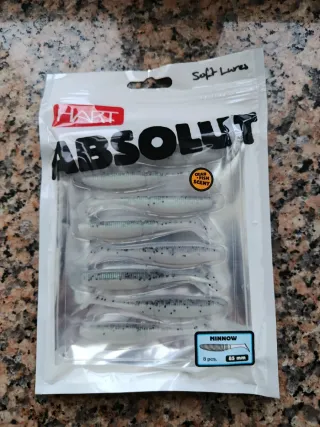 Soft Lures
HART
ABSOLUT
MINNOW
8 pcs.
85 mm